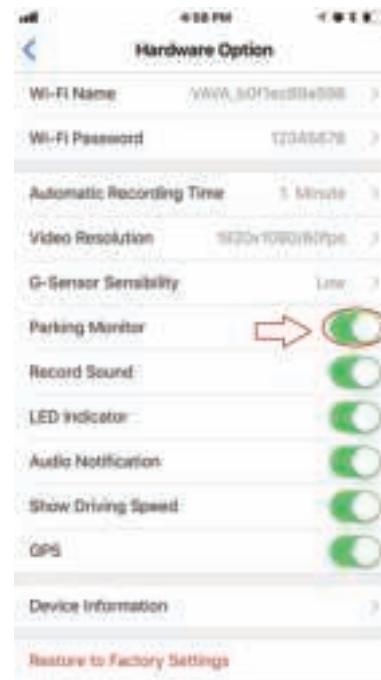 4:58 PM
Hardware Option
Wi-Fi Name
Wi-Fi Password 12345678
Automatic Recording Time 1 Minute
Video Resolution 1920x1080/60fps
G-Sensor Sensibility Low
Parking Monitor
Record Sound
LED Indicator
Audio Notification
Show Driving Speed
GPS
Device Information
Restore to Factory Settings